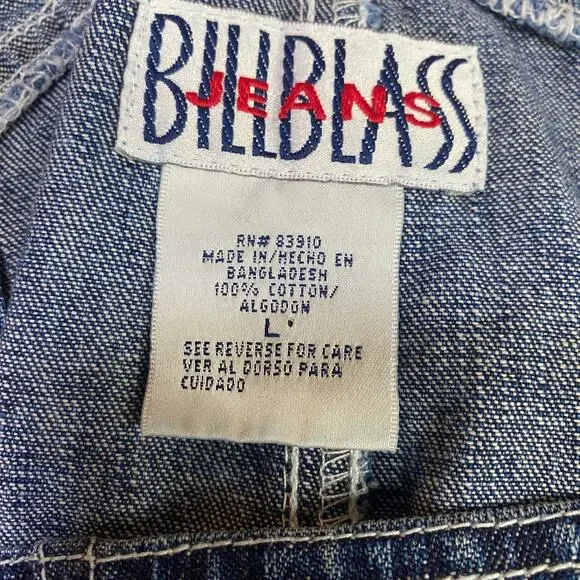 BILLBLASS
JEANS
RN# 83910
MADE IN/HECHO EN
BANGLADESH
100% COTTON/
ALGODON
L
SEE REVERSE FOR CARE
VER AL DORSO PARA
CUIDADO